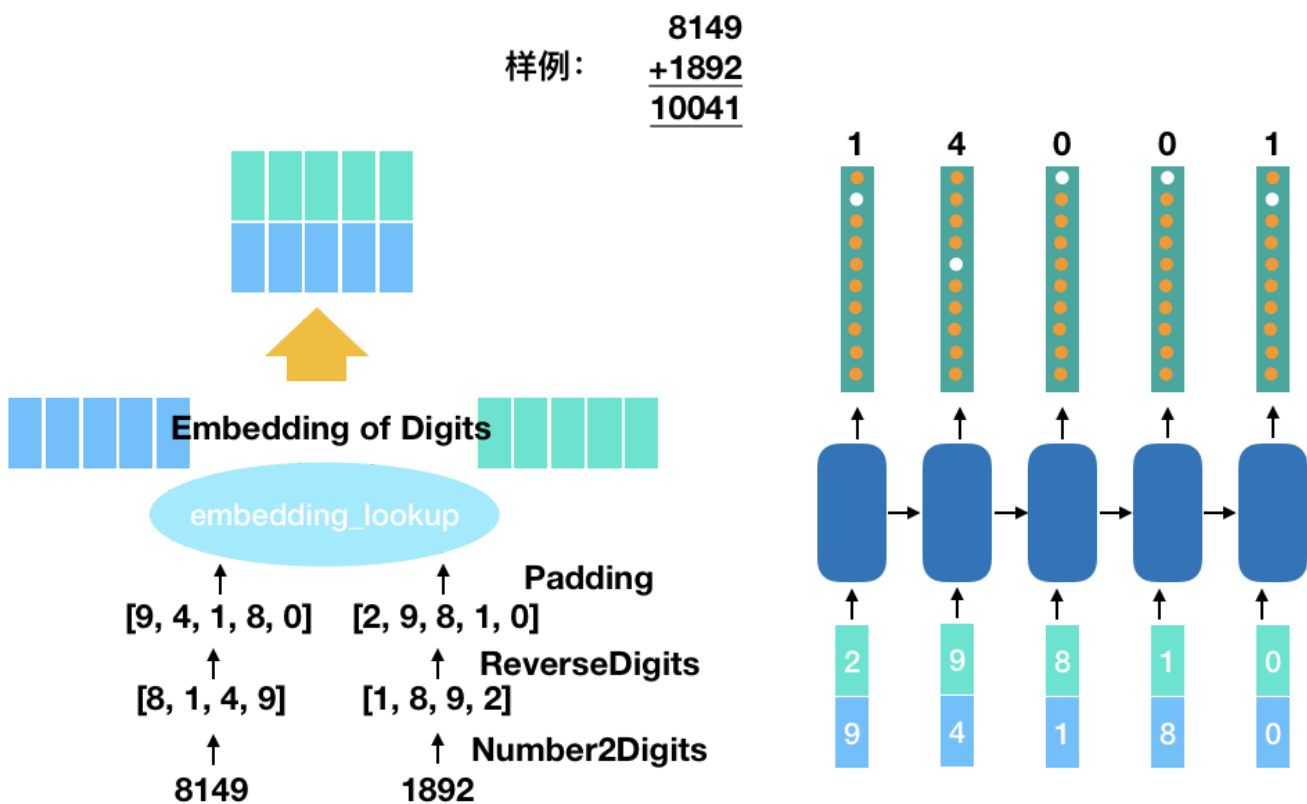 样例：
8149
+1892
10041
Embedding of Digits
embedding_lookup
Padding
[9, 4, 1, 8, 0] [2, 9, 8, 1, 0]
ReverseDigits
[8, 1, 4, 9] [1, 8, 9, 2]
Number2Digits
8149 1892
1 4 0 0 1
2 9 8 1 0
9 4 1 8 0